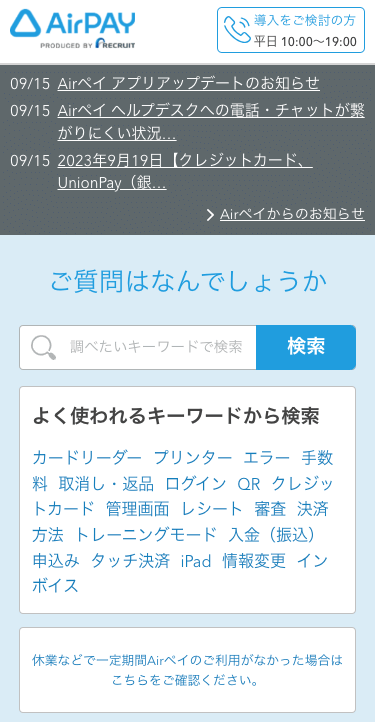 AirPAY
PRODUCED BY RECRUIT
導入をご検討の方
平日 10:00〜19:00
09/15 Airペイ アプリアップデートのお知らせ
09/15 Airペイ ヘルプデスクへの電話・チャットが繋
がりにくい状況...
09/15 2023年9月19日【クレジットカード、
UnionPay（銀...
Airペイからのお知らせ
ご質問はなんでしょうか
調べたいキーワードで検索
検索
よく使われるキーワードから検索
カードリーダー プリンター エラー 手数
料 取消し・返品 ログイン QR クレジッ
トカード 管理画面 レシート 審査 決済
方法 トレーニングモード 入金（振込）
申込み タッチ決済 iPad 情報変更 イン
ボイス
休業などで一定期間Airペイのご利用がなかった場合は
こちらをご確認ください。